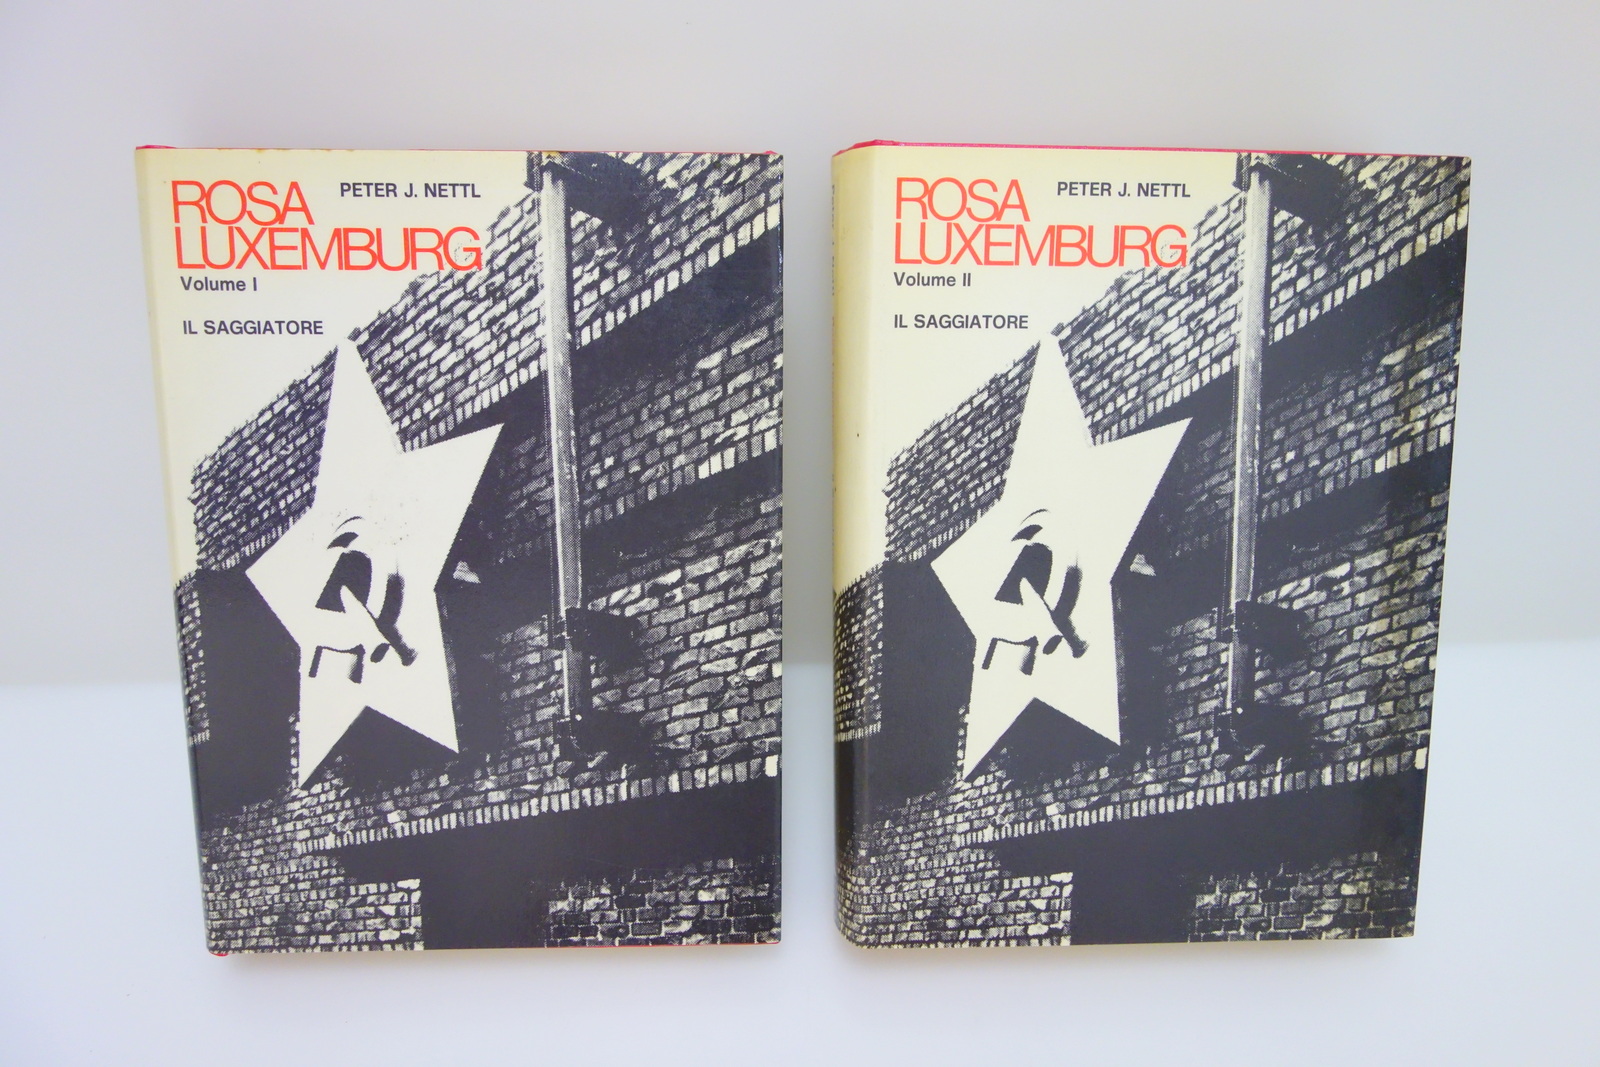 ROSA
LUXEMBURG
PETER J. NETTL
Volume I
IL SAGGIATORE
ROSA
LUXEMBURG
PETER J. NETTL
Volume II
IL SAGGIATORE